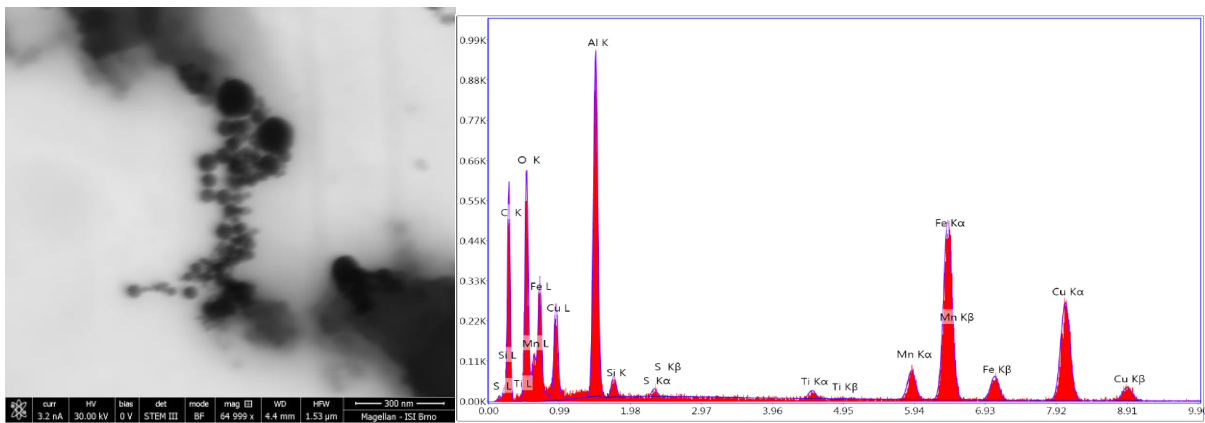 curr HV bias det mode mag WD HFW 300 nm
3.2 nA 30.00 kV 0 V STEM III BF 64 999 x 4.4 mm 1.53 µm Magellan - ISI Brno
0.99K
0.88K
0.77K
0.66K
0.55K
0.44K
0.33K
0.22K
0.11K
0.00K
Al K
O K
C K
Fe L
Cu L
Mn L
Si L
S L
Ti L
Si K
S Kβ
S Kα
Ti Kα
Ti Kβ
Mn Kα
Fe Kα
Mn Kβ
Fe Kβ
Cu Kα
Cu Kβ
0.00 0.99 1.98 2.97 3.96 4.95 5.94 6.93 7.92 8.91 9.90